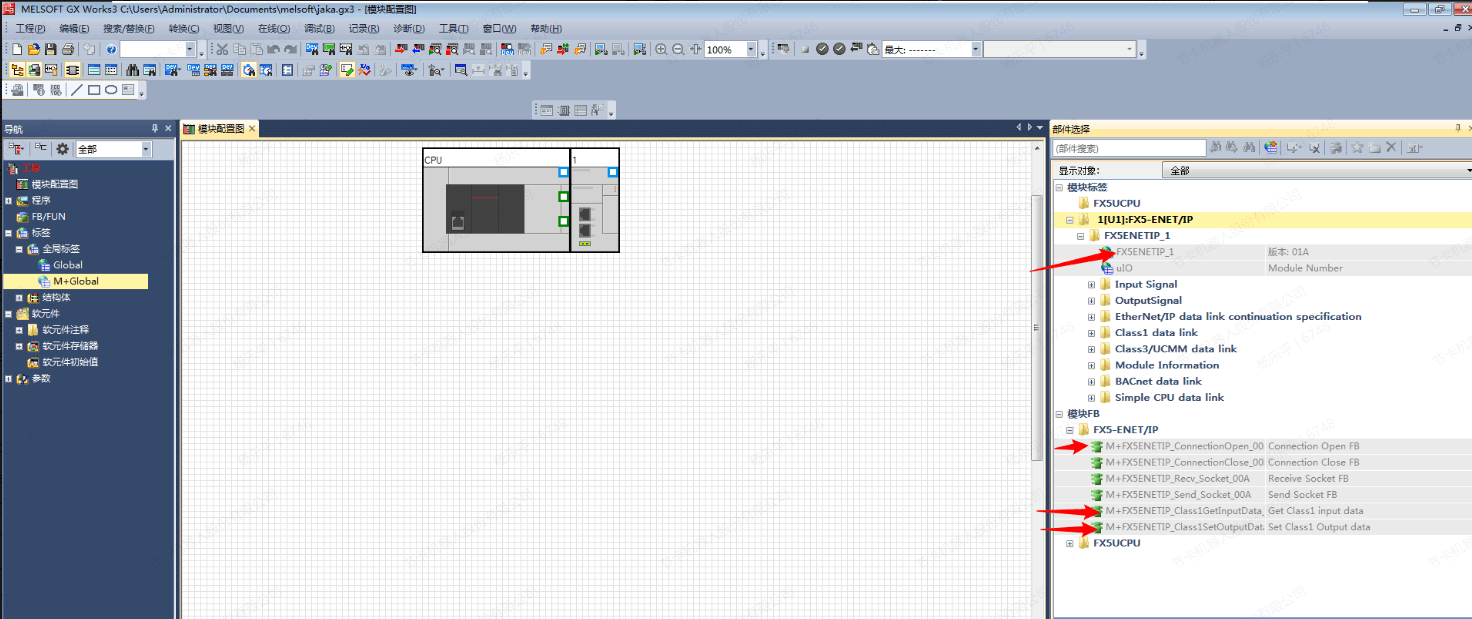 MELSOFT GX Works3 C:\Users\Administrator\Documents\melsoft\jaka.gx3 - [模块配置图]
工程(P) 编辑(E) 搜索/替换(F) 转换(C) 视图(V) 在线(O) 调试(B) 记录(R) 诊断(D) 工具(T) 窗口(W) 帮助(H)
100% 最大: -------
导航
全部
工程
模块配置图
程序
FB/FUN
标签
全局标签
Global
M+Global
结构体
软元件
软元件注释
软元件存储器
软元件初始值
参数
模块配置图
CPU
1
部件选择
(部件搜索)
显示对象: 全部
模块标签
FX5UCPU
1[U1]:FX5-ENET/IP
FX5ENETIP_1
FX5ENETIP_1 版本: 01A
uIO Module Number
Input Signal
OutputSignal
EtherNet/IP data link continuation specification
Class1 data link
Class3/UCMM data link
Module Information
BACnet data link
Simple CPU data link
模块FB
FX5-ENET/IP
M+FX5ENETIP_ConnectionOpen_00 Connection Open FB
M+FX5ENETIP_ConnectionClose_00 Connection Close FB
M+FX5ENETIP_Recv_Socket_00A Receive Socket FB
M+FX5ENETIP_Send_Socket_00A Send Socket FB
M+FX5ENETIP_Class1GetInputData_ Get Class1 input data
M+FX5ENETIP_Class1SetOutputData Set Class1 Output data
FX5UCPU